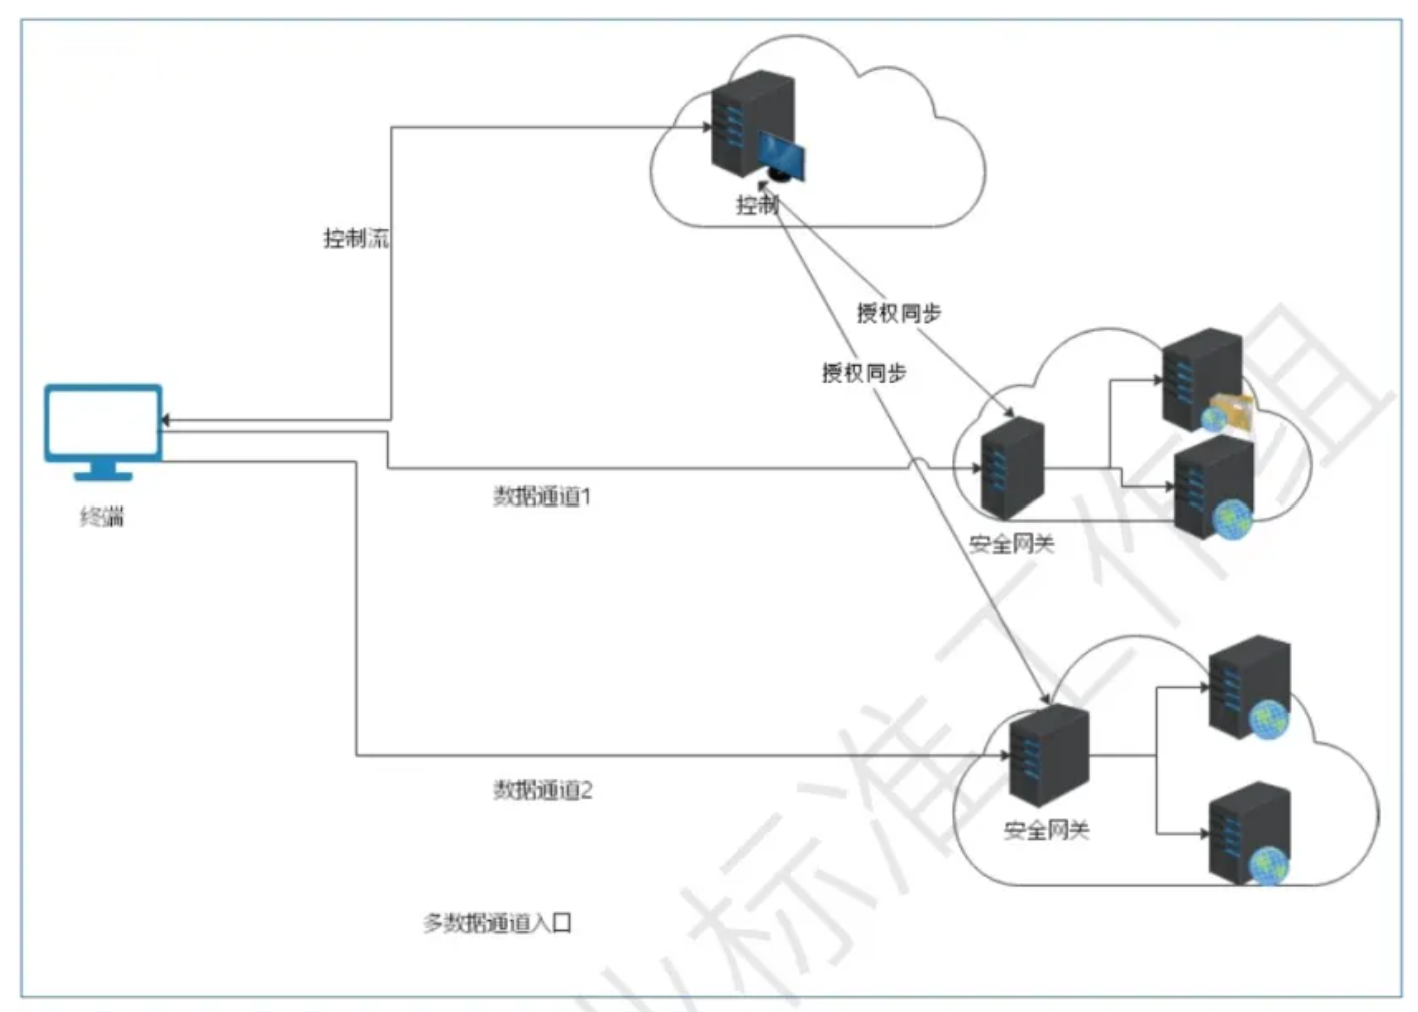 控制
控制流
授权同步
授权同步
终端
数据通道1
安全网关
数据通道2
安全网关
多数据通道入口
业标准工作组